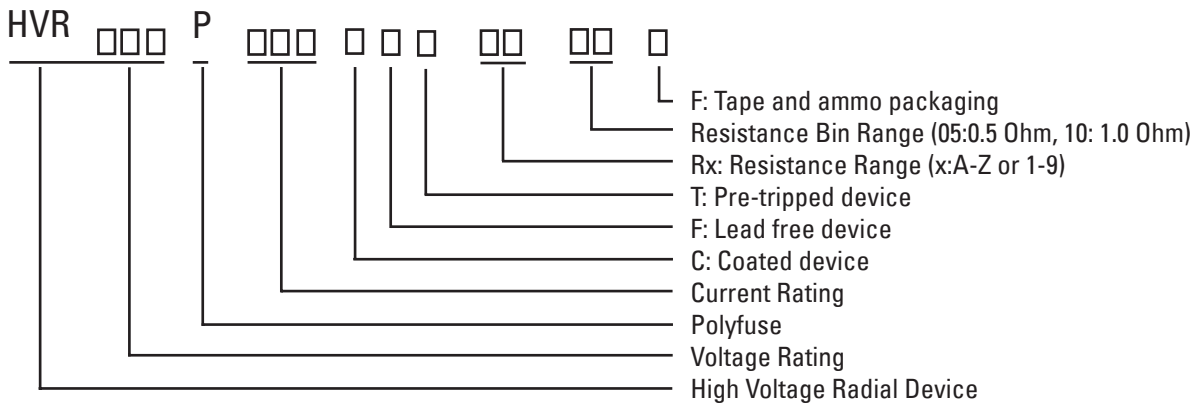 HVR □□□ P □□□ □ □ □ □□ □□ □
F: Tape and ammo packaging
Resistance Bin Range (05:0.5 Ohm, 10: 1.0 Ohm)
Rx: Resistance Range (x:A-Z or 1-9)
T: Pre-tripped device
F: Lead free device
C: Coated device
Current Rating
Polyfuse
Voltage Rating
High Voltage Radial Device